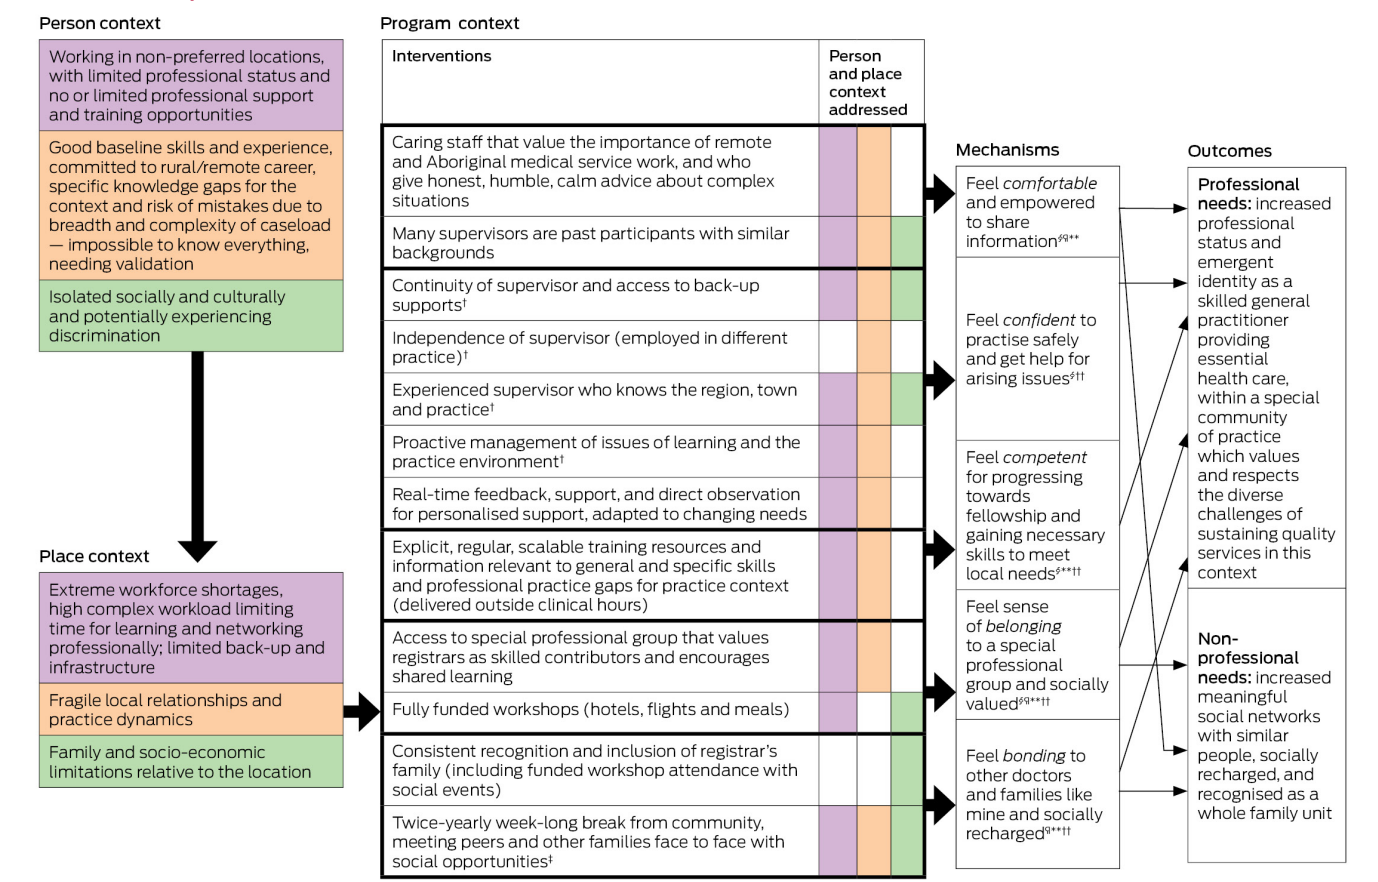 Person context
Working in non-preferred locations,
with limited professional status and
no or limited professional support
and training opportunities
Good baseline skills and experience,
committed to rural/remote career,
specific knowledge gaps for the
context and risk of mistakes due to
breadth and complexity of caseload
— impossible to know everything,
needing validation
Isolated socially and culturally
and potentially experiencing
discrimination
Place context
Extreme workforce shortages,
high complex workload limiting
time for learning and networking
professionally; limited back-up and
infrastructure
Fragile local relationships and
practice dynamics
Family and socio-economic
limitations relative to the location
Program context
Interventions
Person
and place
context
addressed
Caring staff that value the importance of remote
and Aboriginal medical service work, and who
give honest, humble, calm advice about complex
situations
Many supervisors are past participants with similar
backgrounds
Continuity of supervisor and access to back-up
supports†
Independence of supervisor (employed in different
practice)†
Experienced supervisor who knows the region, town
and practice†
Proactive management of issues of learning and the
practice environment†
Real-time feedback, support, and direct observation
for personalised support, adapted to changing needs
Explicit, regular, scalable training resources and
information relevant to general and specific skills
and professional practice gaps for practice context
(delivered outside clinical hours)
Access to special professional group that values
registrars as skilled contributors and encourages
shared learning
Fully funded workshops (hotels, flights and meals)
Consistent recognition and inclusion of registrar’s
family (including funded workshop attendance with
social events)
Twice-yearly week-long break from community,
meeting peers and other families face to face with
social opportunities‡
Mechanisms
Feel comfortable
and empowered
to share
information§¶**
Feel confident to
practise safely
and get help for
arising issues§††
Feel competent
for progressing
towards
fellowship and
gaining necessary
skills to meet
local needs§**††
Feel sense
of belonging
to a special
professional
group and socially
valued§¶**††
Feel bonding to
other doctors
and families like
mine and socially
recharged¶**††
Outcomes
Professional
needs: increased
professional
status and
emergent
identity as a
skilled general
practitioner
providing
essential
health care,
within a special
community
of practice
which values
and respects
the diverse
challenges of
sustaining quality
services in this
context
Non-
professional
needs: increased
meaningful
social networks
with similar
people, socially
recharged, and
recognised as a
whole family unit